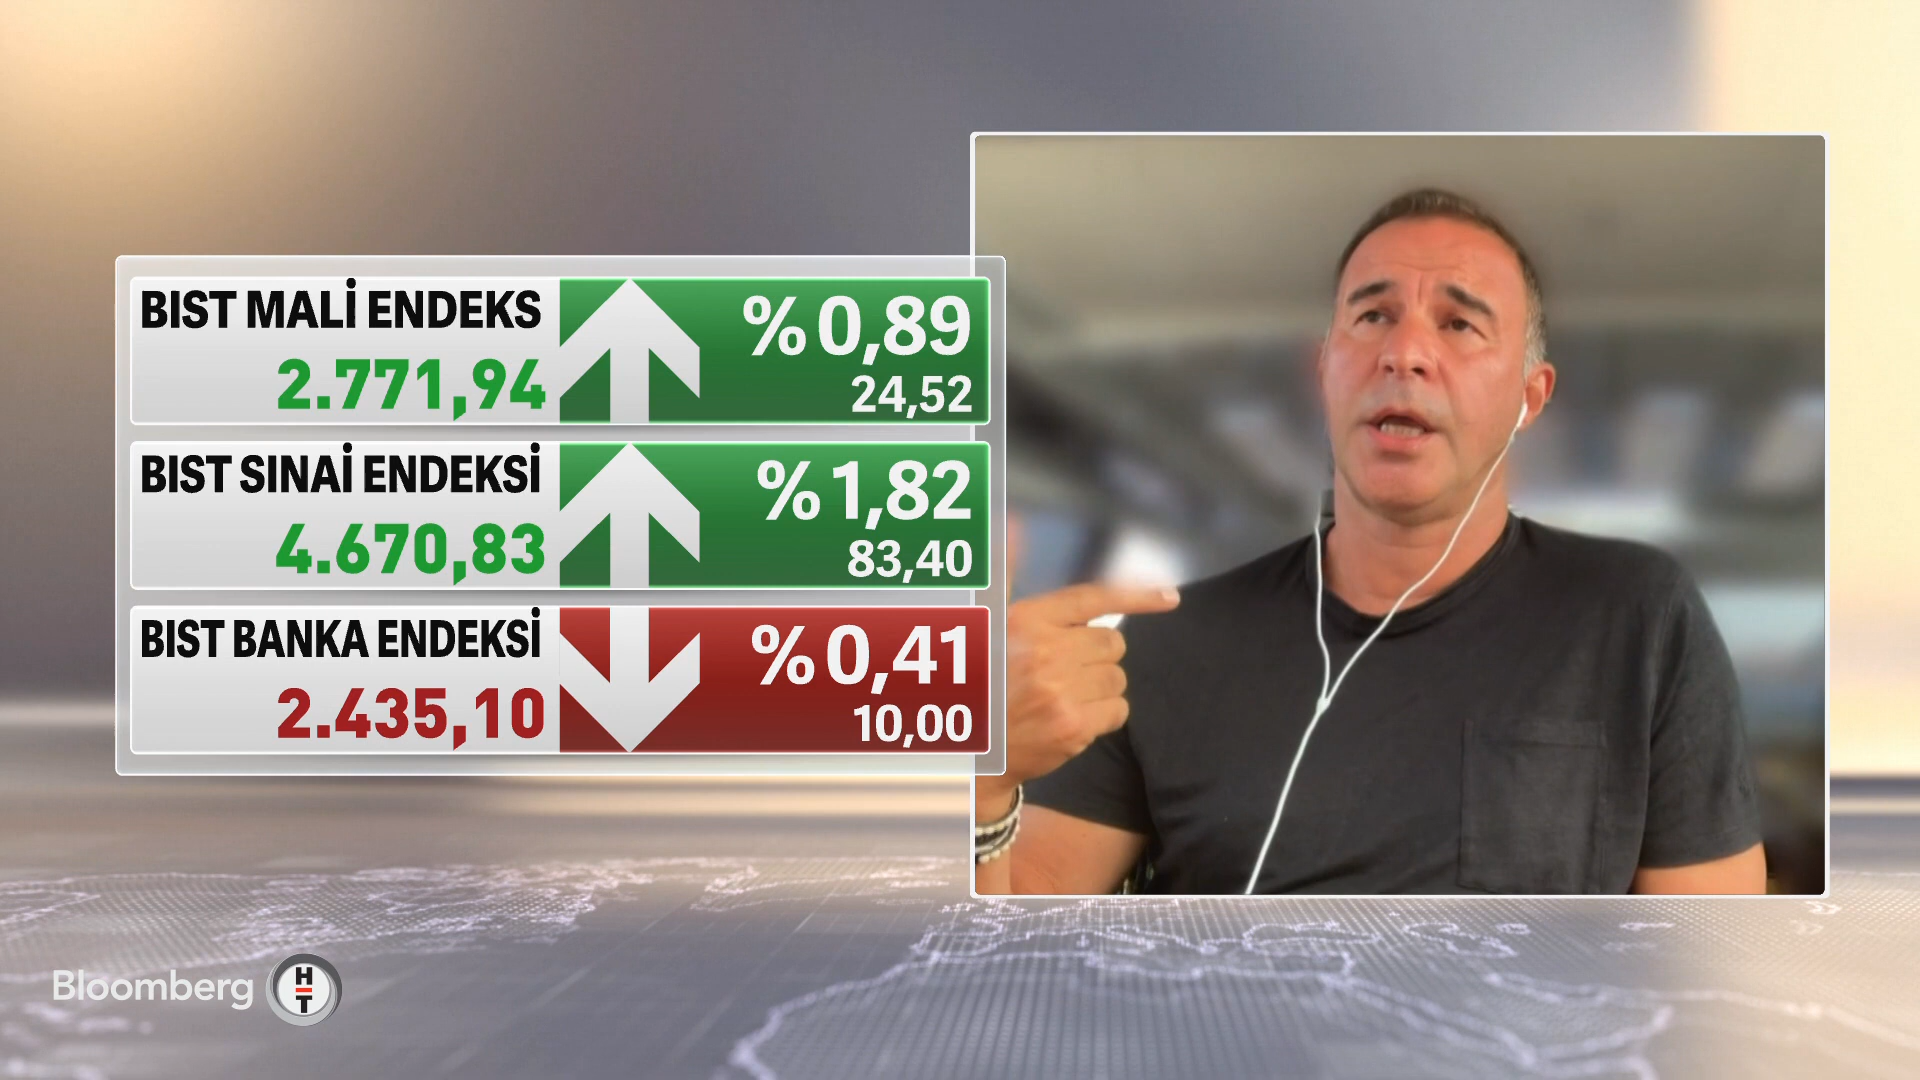 BIST MALİ ENDEKS
2.771,94
%0,89
24,52
BIST SINAİ ENDEKSİ
4.670,83
%1,82
83,40
BIST BANKA ENDEKSİ
2.435,10
%0,41
10,00
Bloomberg HT